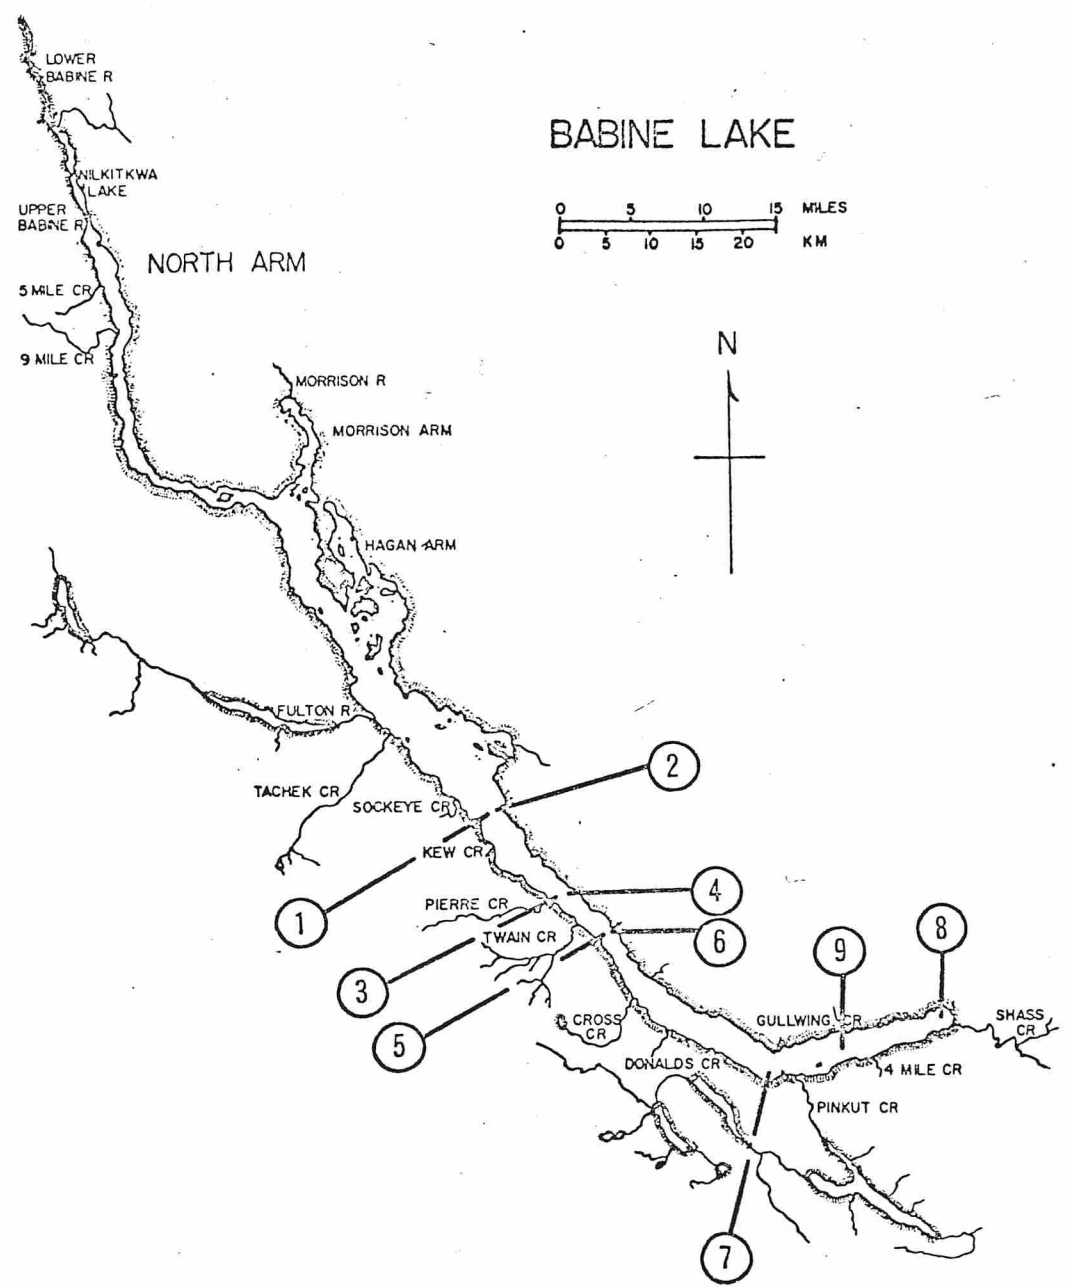 LOWER
BABINE R
BABINE LAKE
NILKITKWA
LAKE
0 5 10 15 MILES
0 5 10 15 20 KM
UPPER
BABINE R
NORTH ARM
5 MILE CR
9 MILE CR
N
MORRISON R
MORRISON ARM
HAGAN ARM
FULTON R
TACHEK CR
SOCKEYE CR
2
KEW CR
1
PIERRE CR
4
TWAIN CR
6
3
5
CROSS
CR
9
8
GULLWING CR
SHASS
CR
DONALDS CR
4 MILE CR
PINKUT CR
7